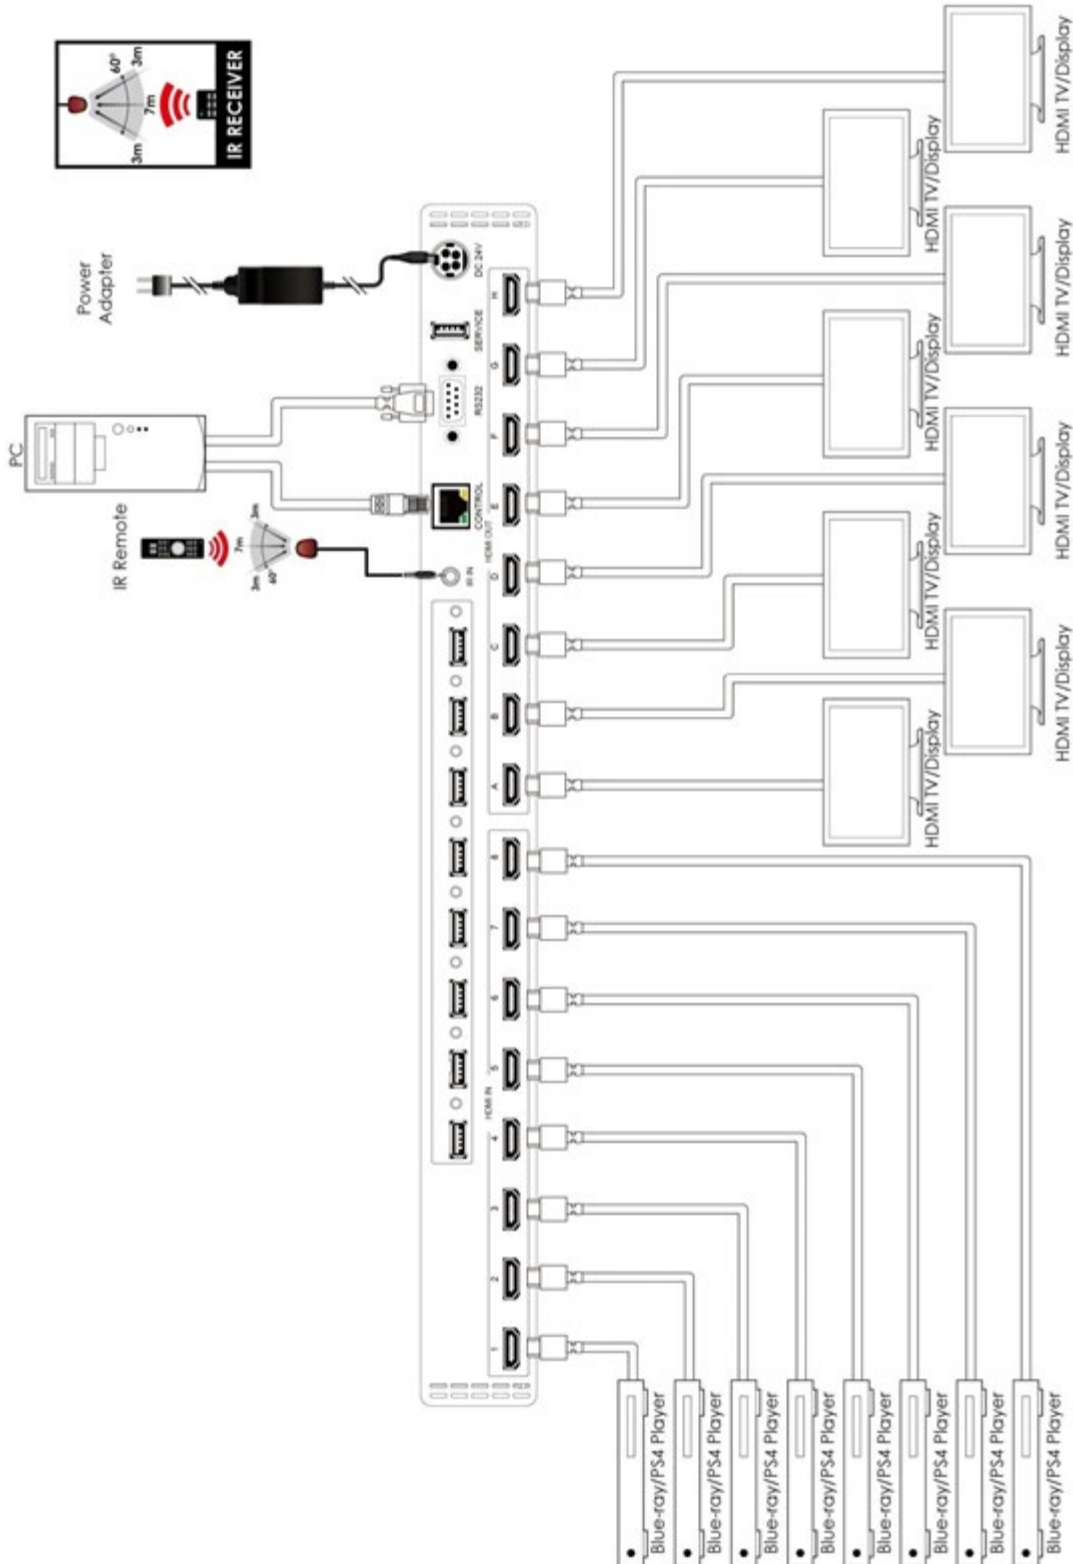 PC
Power
Adapter
IR Remote
3m
60°
7m
3m
3m
7m
60°
3m
IR RECEIVER
IR IN
CONTROL
RS232
SERVICE
DC 24V
HDMI IN
1
2
3
4
5
6
7
8
HDMI OUT
A
B
C
D
E
F
G
H
Blue-ray/PS4 Player
Blue-ray/PS4 Player
Blue-ray/PS4 Player
Blue-ray/PS4 Player
Blue-ray/PS4 Player
Blue-ray/PS4 Player
Blue-ray/PS4 Player
Blue-ray/PS4 Player
HDMI TV/Display
HDMI TV/Display
HDMI TV/Display
HDMI TV/Display
HDMI TV/Display
HDMI TV/Display
HDMI TV/Display
HDMI TV/Display